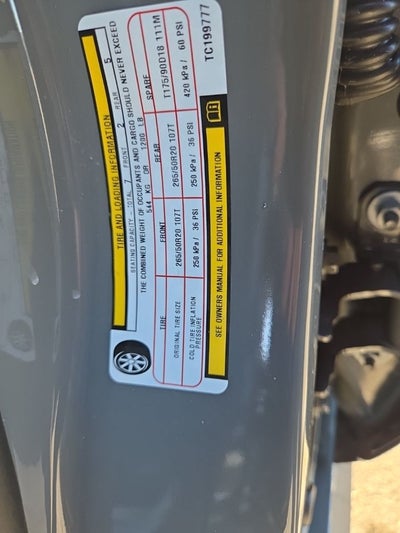 TIRE AND LOADING INFORMATION
SEATING CAPACITY - TOTAL 7 FRONT 2 REAR 5
THE COMBINED WEIGHT OF OCCUPANTS AND CARGO SHOULD NEVER EXCEED
544 KG OR 1200 LB
TIRE FRONT REAR SPARE
ORIGINAL TIRE SIZE 265/50R20 107T 265/50R20 107T T175/90D18 111M
COLD TIRE INFLATION PRESSURE 250 kPa / 36 PSI 250 kPa / 36 PSI 420 kPa / 60 PSI
SEE OWNERS MANUAL FOR ADDITIONAL INFORMATION
TC199777